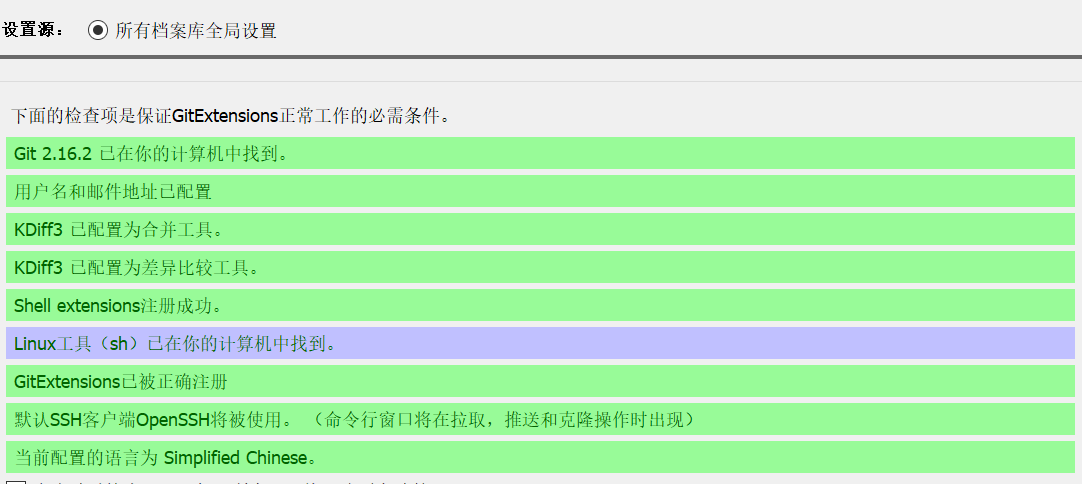 设置源： 所有档案库全局设置
下面的检查项是保证GitExtensions正常工作的必需条件。
Git 2.16.2 已在你的计算机中找到。
用户名和邮件地址已配置
KDiff3 已配置为合并工具。
KDiff3 已配置为差异比较工具。
Shell extensions注册成功。
Linux工具（sh）已在你的计算机中找到。
GitExtensions已被正确注册
默认SSH客户端OpenSSH将被使用。 （命令行窗口将在拉取，推送和克隆操作时出现）
当前配置的语言为 Simplified Chinese。